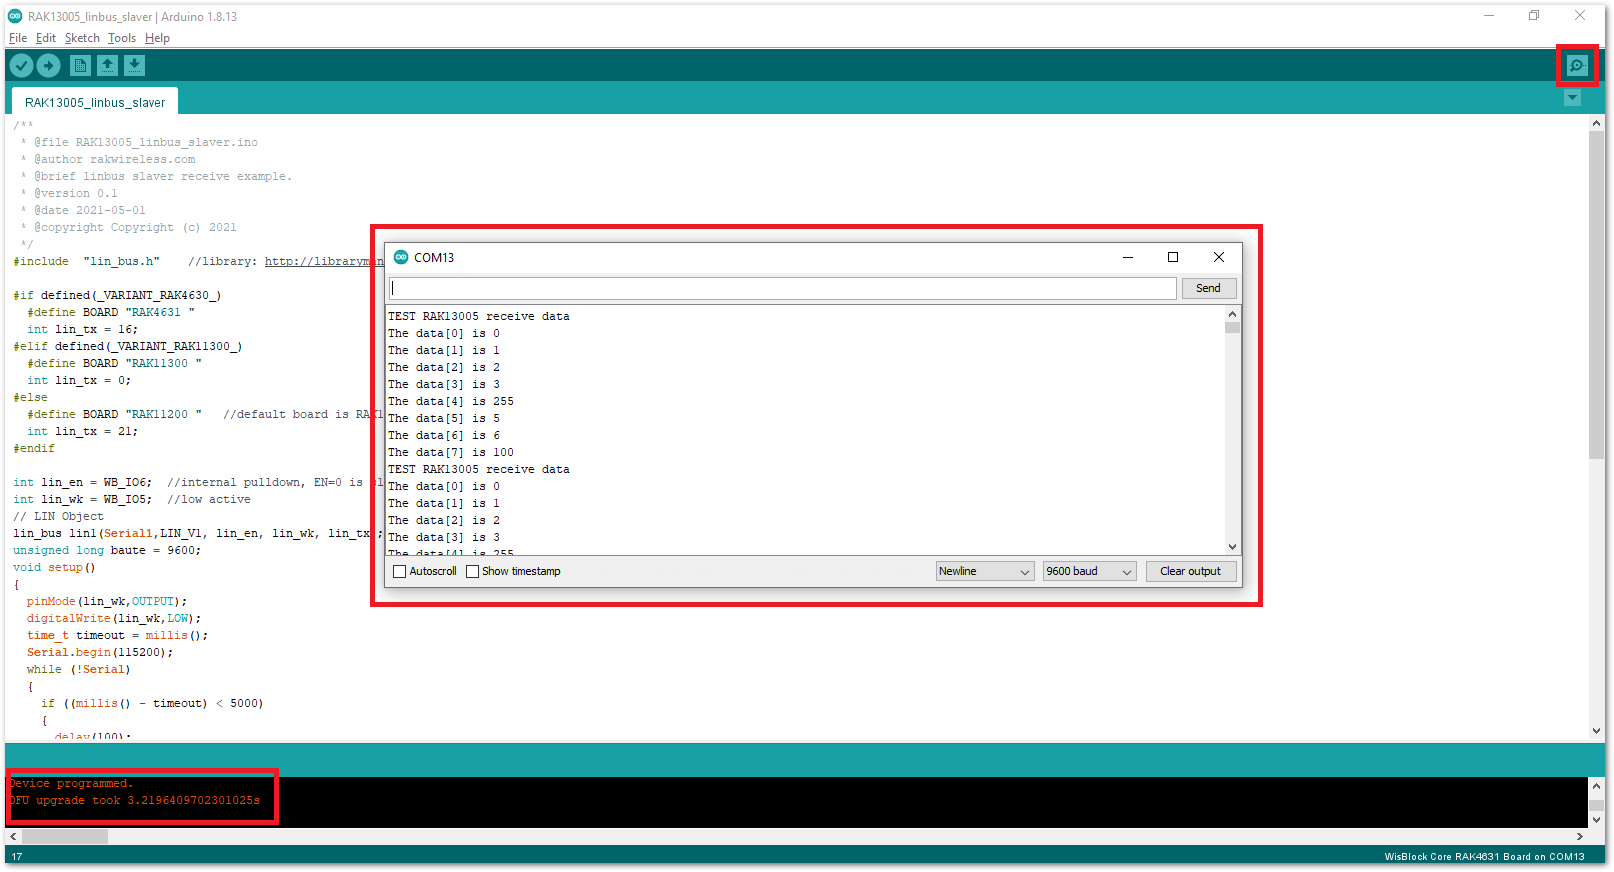 RAK13005_linbus_slaver | Arduino 1.8.13
File Edit Sketch Tools Help
RAK13005_linbus_slaver
/**
 * @file RAK13005_linbus_slaver.ino
 * @author rakwireless.com
 * @brief linbus slaver receive example.
 * @version 0.1
 * @date 2021-05-01
 * @copyright Copyright (c) 2021
 */
#include "lin_bus.h" //library: http://libraryman
#if defined(_VARIANT_RAK4630_)
#define BOARD "RAK4631 "
int lin_tx = 16;
#elif defined(_VARIANT_RAK11300_)
#define BOARD "RAK11300 "
int lin_tx = 0;
#else
#define BOARD "RAK11200 " //default board is RAK1
int lin_tx = 21;
#endif
int lin_en = WB_IO6; //internal pulldown, EN=0 is sl
int lin_wk = WB_IO5; //low active
// LIN Object
lin_bus lin1(Serial1,LIN_V1, lin_en, lin_wk, lin_tx);
unsigned long baute = 9600;
void setup()
{
pinMode(lin_wk,OUTPUT);
digitalWrite(lin_wk,LOW);
time_t timeout = millis();
Serial.begin(115200);
while (!Serial)
{
if ((millis() - timeout) < 5000)
{
delay(100);
COM13
Send
TEST RAK13005 receive data
The data[0] is 0
The data[1] is 1
The data[2] is 2
The data[3] is 3
The data[4] is 255
The data[5] is 5
The data[6] is 6
The data[7] is 100
TEST RAK13005 receive data
The data[0] is 0
The data[1] is 1
The data[2] is 2
The data[3] is 3
The data[4] is 255
Autoscroll Show timestamp Newline 9600 baud Clear output
Device programmed.
DFU upgrade took 3.2196409702301025s
17 WisBlock Core RAK4631 Board on COM13